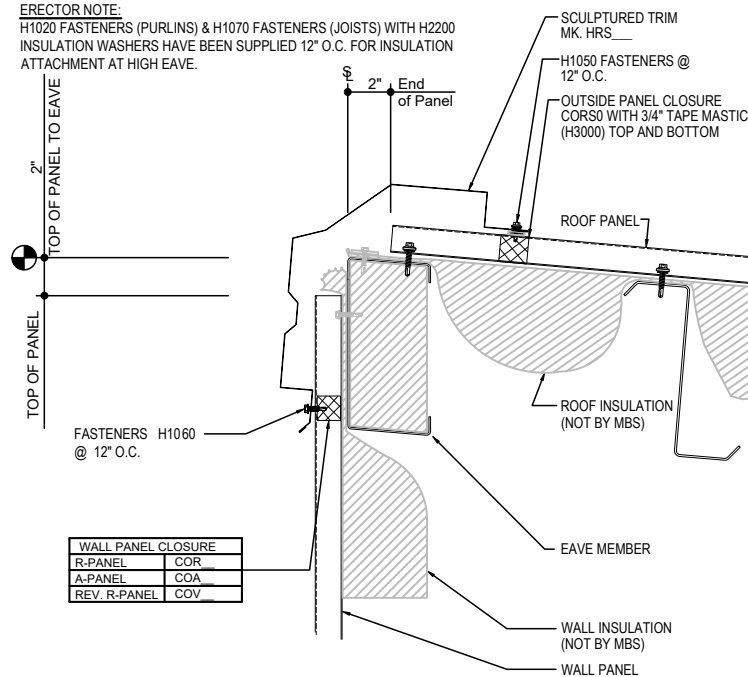 ERECTOR NOTE:
H1020 FASTENERS (PURLINS) & H1070 FASTENERS (JOISTS) WITH H2200
INSULATION WASHERS HAVE BEEN SUPPLIED 12" O.C. FOR INSULATION
ATTACHMENT AT HIGH EAVE.
SCULPTURED TRIM
MK. HRS___
H1050 FASTENERS @
12" O.C.
OUTSIDE PANEL CLOSURE
CORS0 WITH 3/4" TAPE MASTIC
(H3000) TOP AND BOTTOM
2"
End
of Panel
2"
TOP OF PANEL TO EAVE
ROOF PANEL
TOP OF PANEL
ROOF INSULATION
(NOT BY MBS)
FASTENERS H1060
@ 12" O.C.
WALL PANEL CLOSURE
R-PANEL COR__
A-PANEL COA__
REV. R-PANEL COV__
EAVE MEMBER
WALL INSULATION
(NOT BY MBS)
WALL PANEL